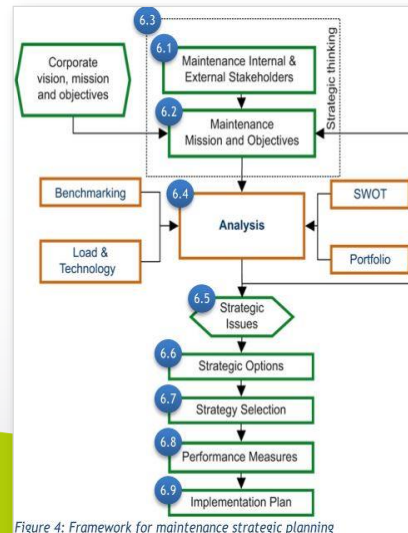 6.3
6.1
Corporate
vision, mission
and objectives
Maintenance Internal &
External Stakeholders
Strategic thinking
6.2
Maintenance
Mission and Objectives
6.4
Benchmarking
SWOT
Analysis
Load &
Technology
Portfolio
6.5
Strategic
Issues
6.6
Strategic Options
6.7
Strategy Selection
6.8
Performance Measures
6.9
Implementation Plan
Figure 4: Framework for maintenance strategic planning